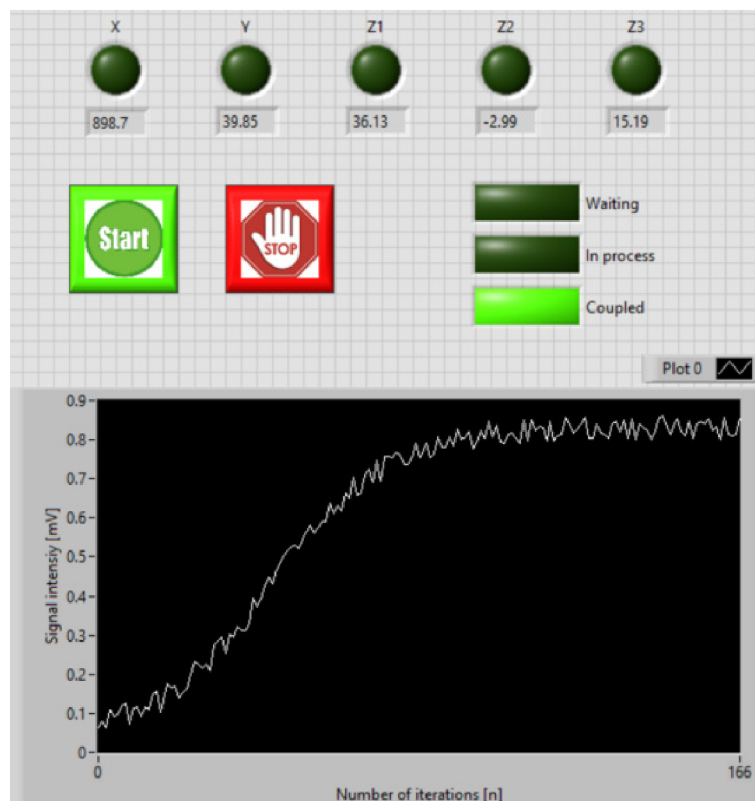 X Y Z1 Z2 Z3
898.7 39.85 36.13 -2.99 15.19
Start STOP
Waiting
In process
Coupled
Plot 0
0.9
0.8
0.7
0.6
0.5
0.4
0.3
0.2
0.1
0
Signal intensiy [mV]
0 166
Number of iterations [n]